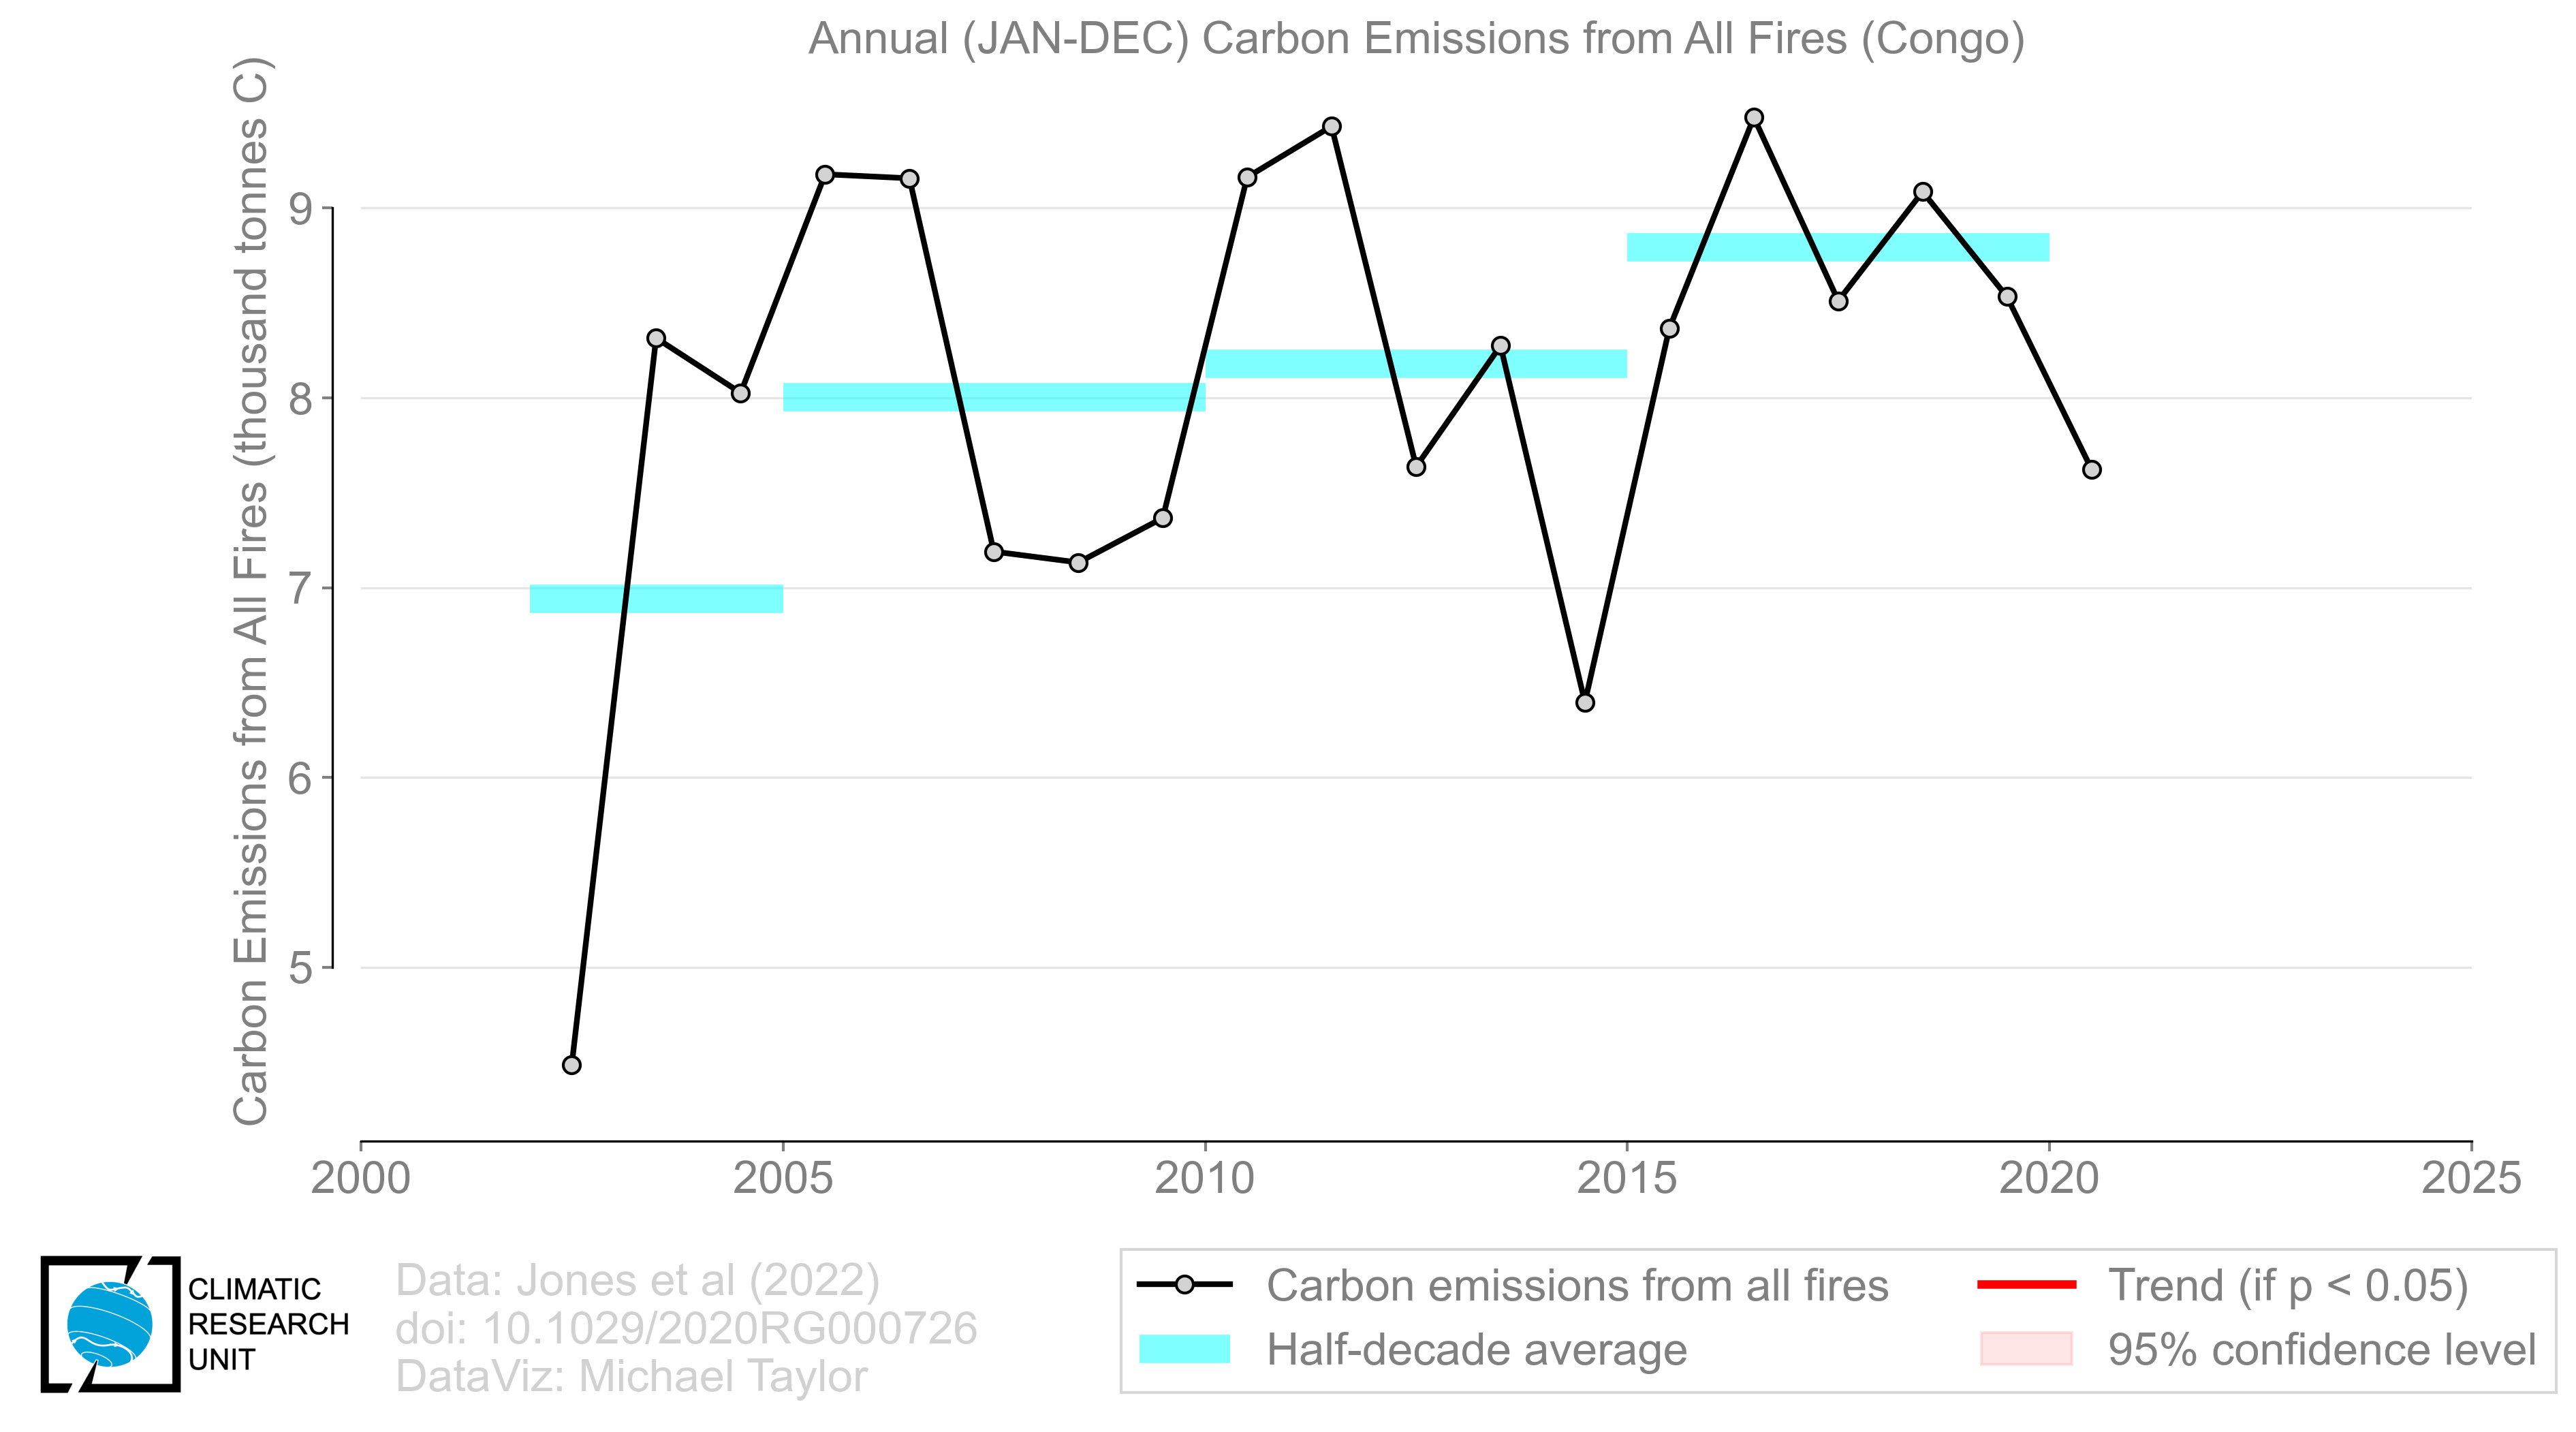 Annual (JAN-DEC) Carbon Emissions from All Fires (Congo)
Carbon Emissions from All Fires (thousand tonnes C)
9
8
7
6
5
2000
2005
2010
2015
2020
2025
CLIMATIC
RESEARCH
UNIT
Data: Jones et al (2022)
doi: 10.1029/2020RG000726
DataViz: Michael Taylor
Carbon emissions from all fires
Half-decade average
Trend (if p < 0.05)
95% confidence level